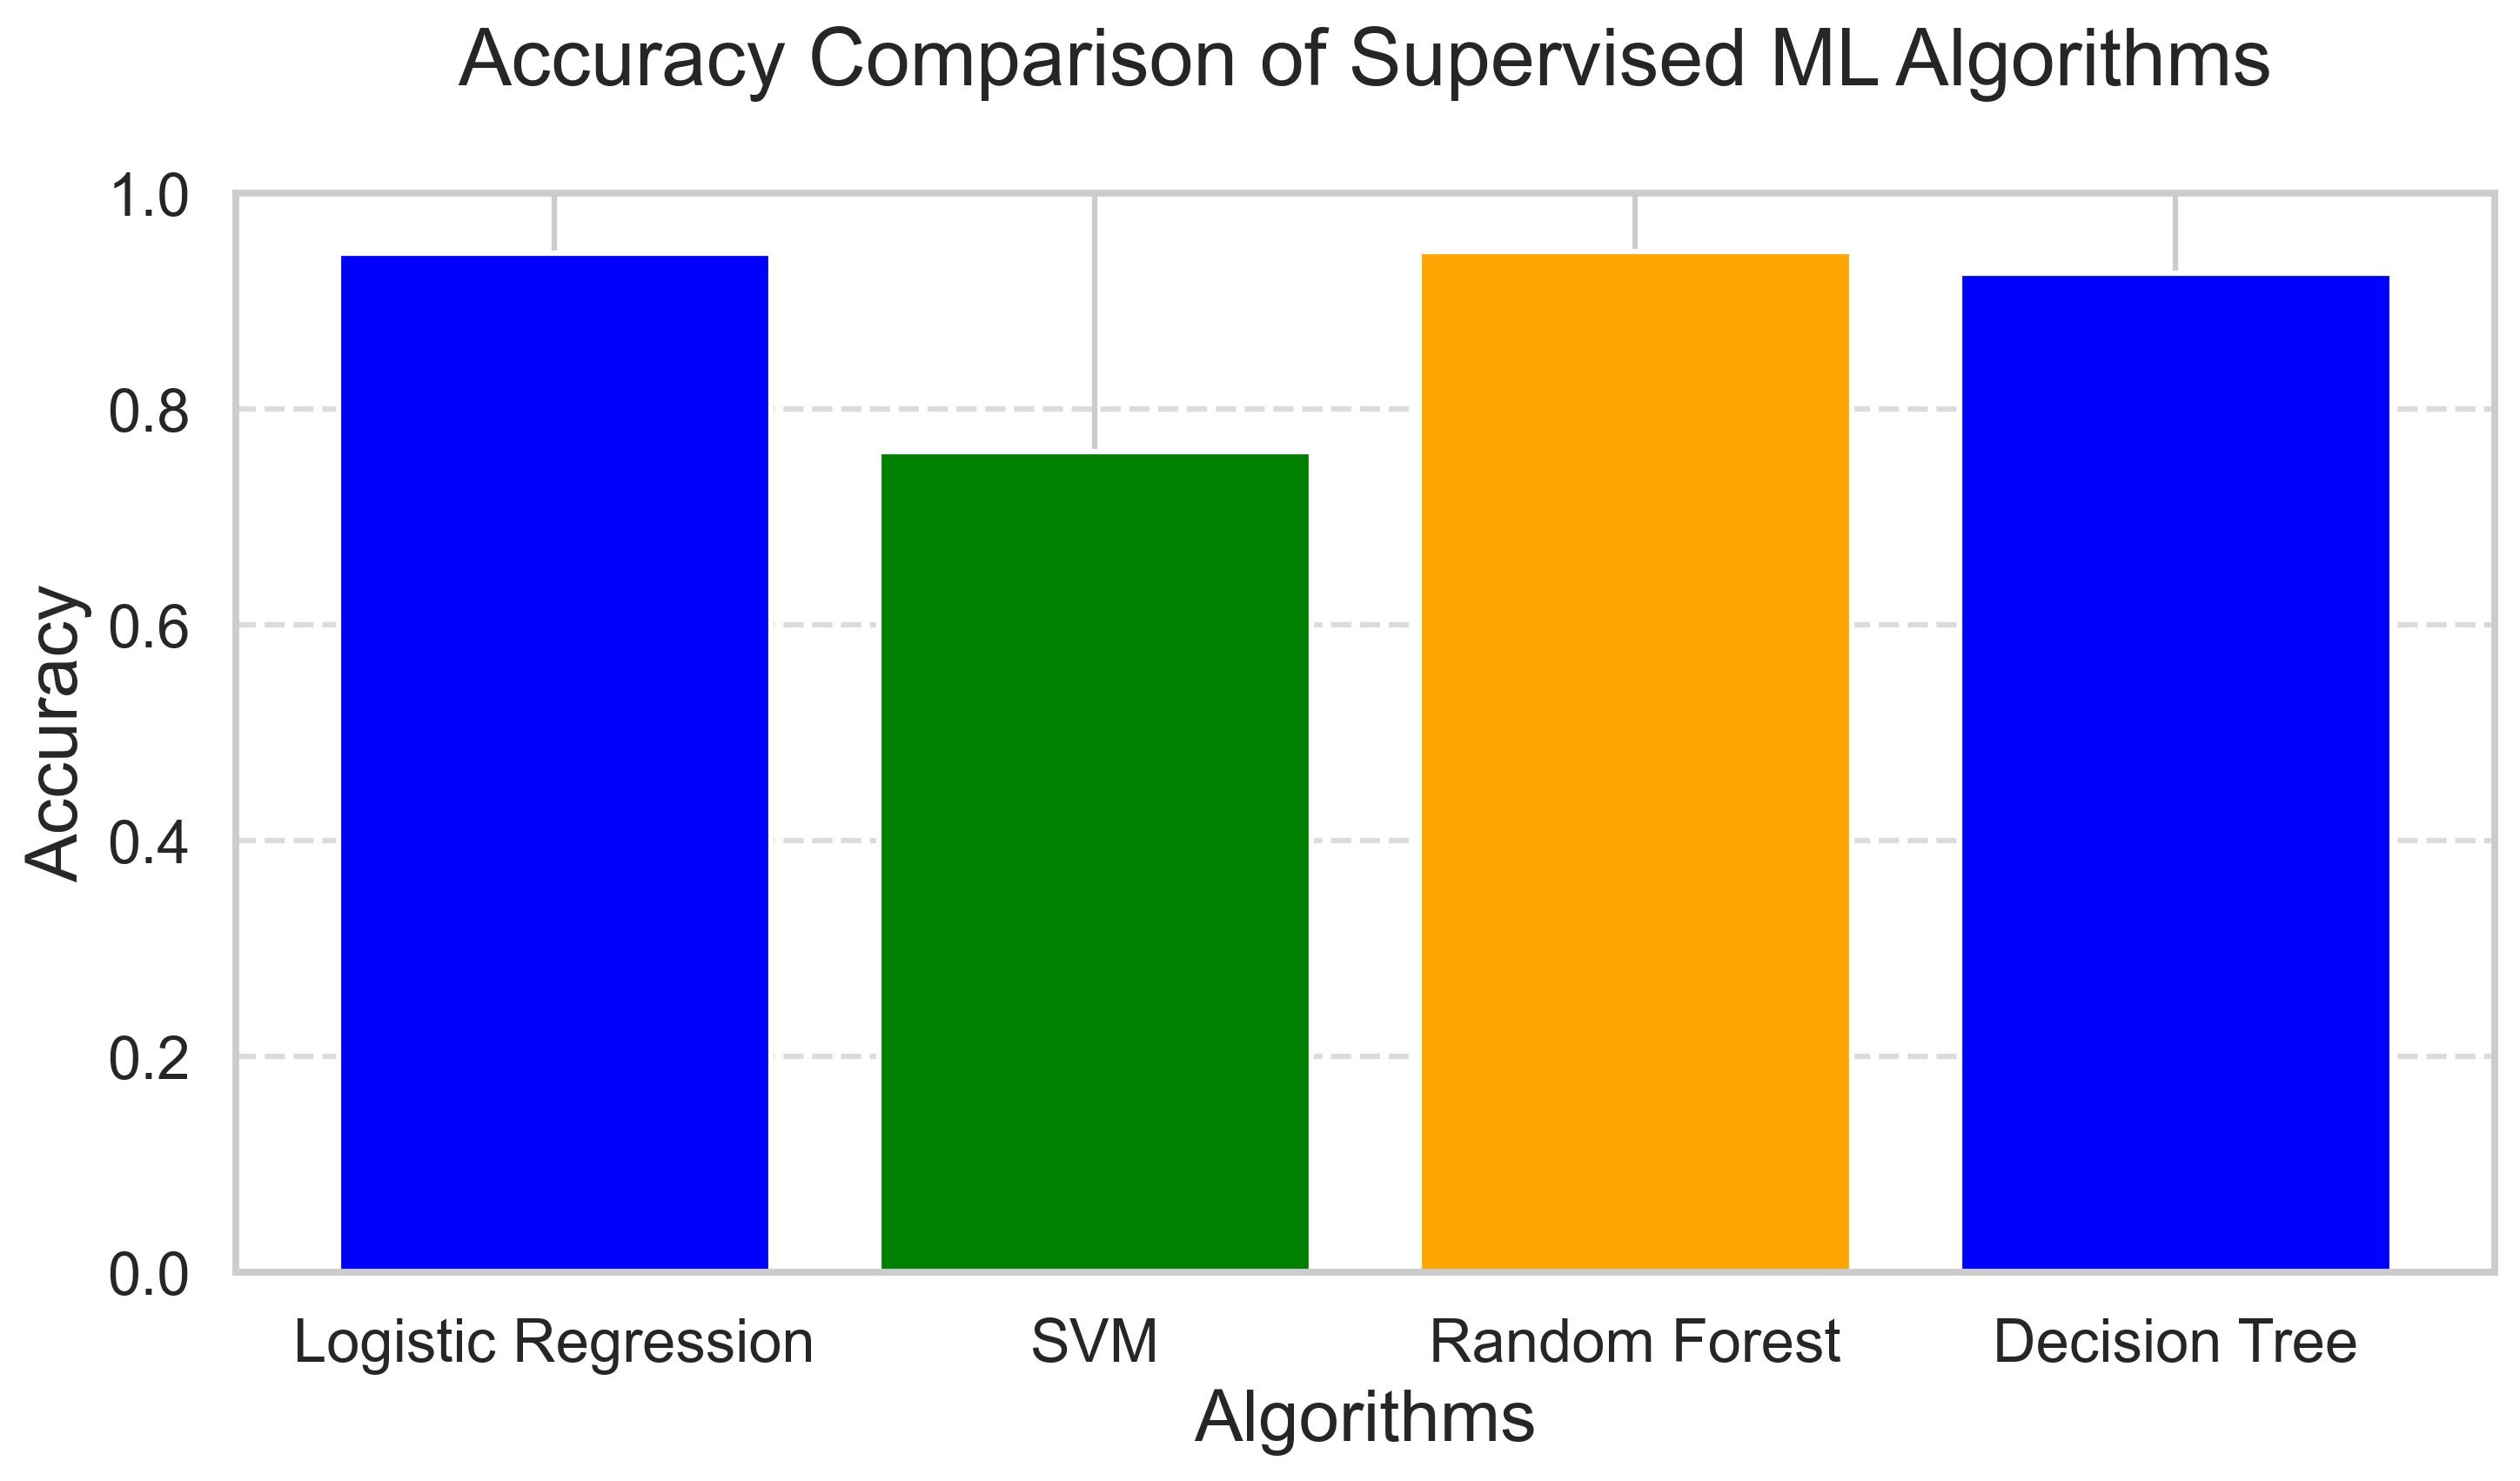 Accuracy Comparison of Supervised ML Algorithms
1.0
0.8
0.6
0.4
0.2
0.0
Accuracy
Logistic Regression
SVM
Random Forest
Decision Tree
Algorithms